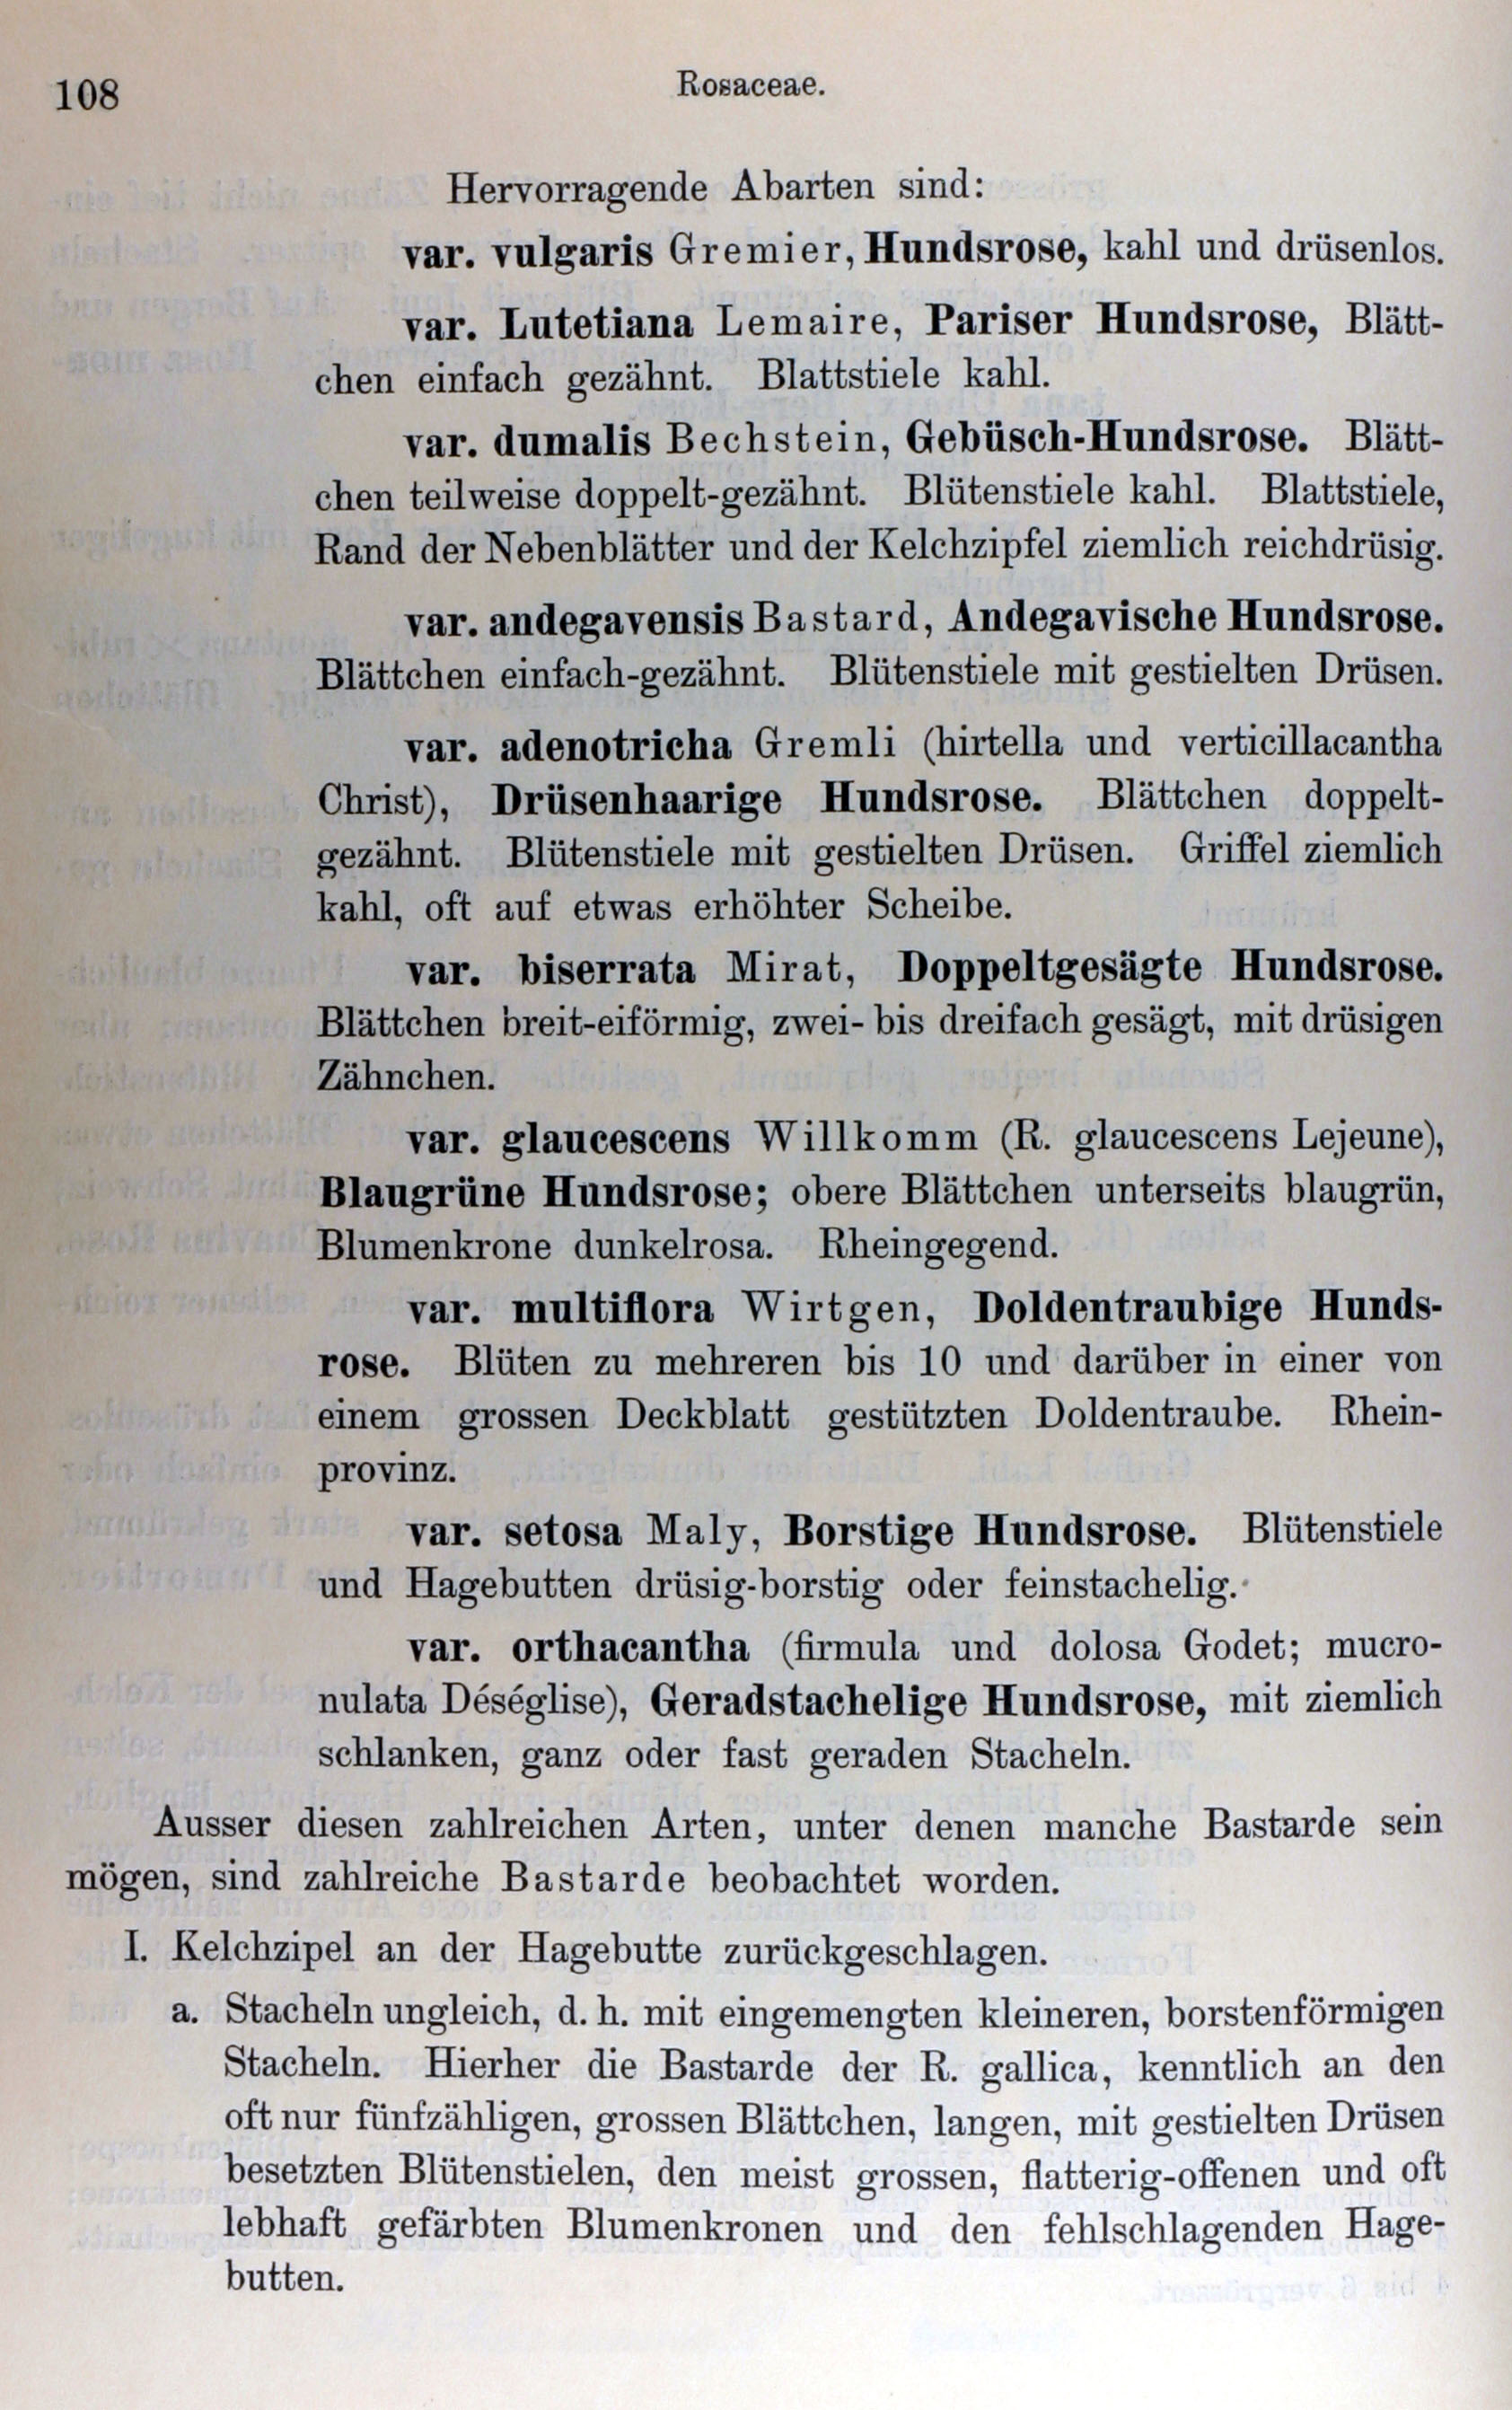 108
Rosaceae.
Hervorragende Abarten sind:
var. vulgaris Gremier, Hundsrose, kahl und drüsenlos.
var. Lutetiana Lemaire, Pariser Hundsrose, Blätt-
chen einfach gezähnt. Blattstiele kahl.
var. dumalis Bechstein, Gebüsch-Hundsrose. Blätt-
chen teilweise doppelt-gezähnt. Blütenstiele kahl. Blattstiele,
Rand der Nebenblätter und der Kelchzipfel ziemlich reichdrüsig.
var. andegavensis Bastard, Andegavische Hundsrose.
Blättchen einfach-gezähnt. Blütenstiele mit gestielten Drüsen.
var. adenotricha Gremli (hirtella und verticillacantha
Christ), Drüsenhaarige Hundsrose. Blättchen doppelt-
gezähnt. Blütenstiele mit gestielten Drüsen. Griffel ziemlich
kahl, oft auf etwas erhöhter Scheibe.
var. biserrata Mirat, Doppeltgesägte Hundsrose.
Blättchen breit-eiförmig, zwei- bis dreifach gesägt, mit drüsigen
Zähnchen.
var. glaucescens Willkomm (R. glaucescens Lejeune),
Blaugrüne Hundsrose; obere Blättchen unterseits blaugrün,
Blumenkrone dunkelrosa. Rheingegend.
var. multiflora Wirtgen, Doldentraubige Hunds-
rose. Blüten zu mehreren bis 10 und darüber in einer von
einem grossen Deckblatt gestützten Doldentraube. Rhein-
provinz.
var. setosa Maly, Borstige Hundsrose. Blütenstiele
und Hagebutten drüsig-borstig oder feinstachelig.
var. orthacantha (firmula und dolosa Godet; mucro-
nulata Déséglise), Geradstachelige Hundsrose, mit ziemlich
schlanken, ganz oder fast geraden Stacheln.
Ausser diesen zahlreichen Arten, unter denen manche Bastarde sein
mögen, sind zahlreiche Bastarde beobachtet worden.
I. Kelchzipel an der Hagebutte zurückgeschlagen.
a. Stacheln ungleich, d. h. mit eingemengten kleineren, borstenförmigen
Stacheln. Hierher die Bastarde der R. gallica, kenntlich an den
oft nur fünfzähligen, grossen Blättchen, langen, mit gestielten Drüsen
besetzten Blütenstielen, den meist grossen, flatterig-offenen und oft
lebhaft gefärbten Blumenkronen und den fehlschlagenden Hage-
butten.